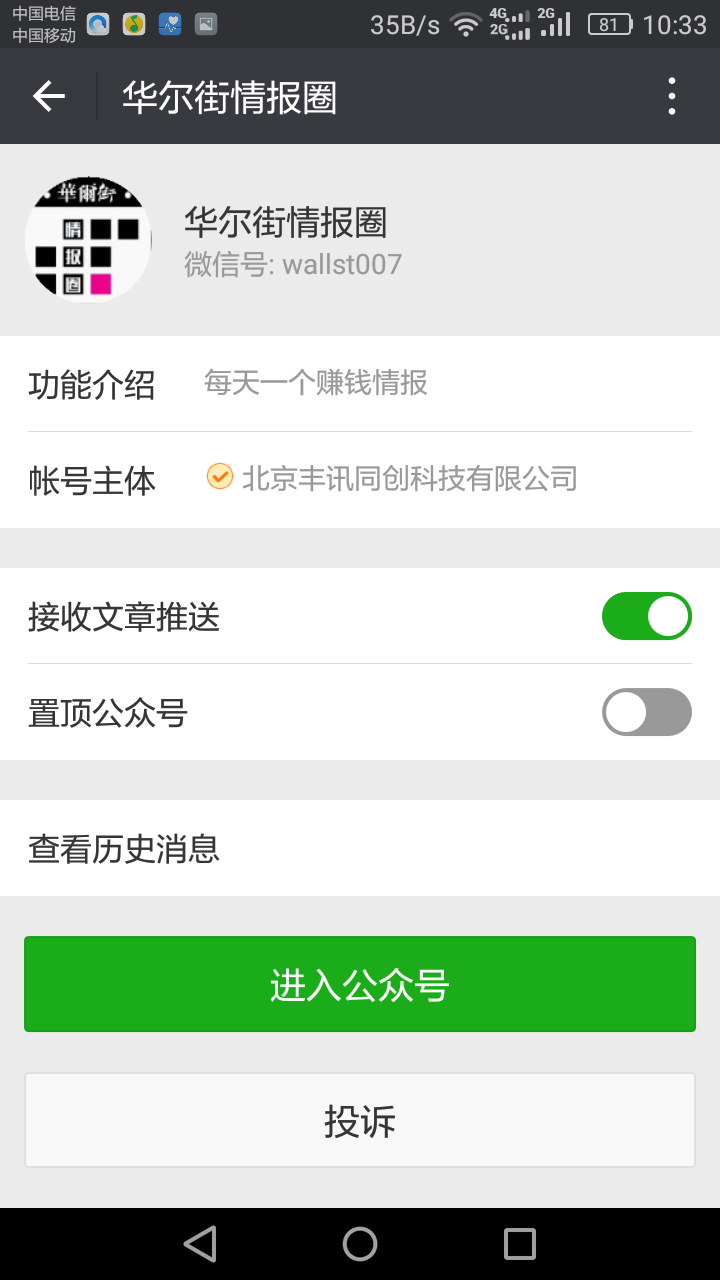 中国电信
中国移动
35B/s
4G
2G
2G
81
10:33
华尔街情报圈
華爾街
情
报
圈
华尔街情报圈
微信号: wallst007
功能介绍
每天一个赚钱情报
帐号主体
北京丰讯同创科技有限公司
接收文章推送
置顶公众号
查看历史消息
进入公众号
投诉